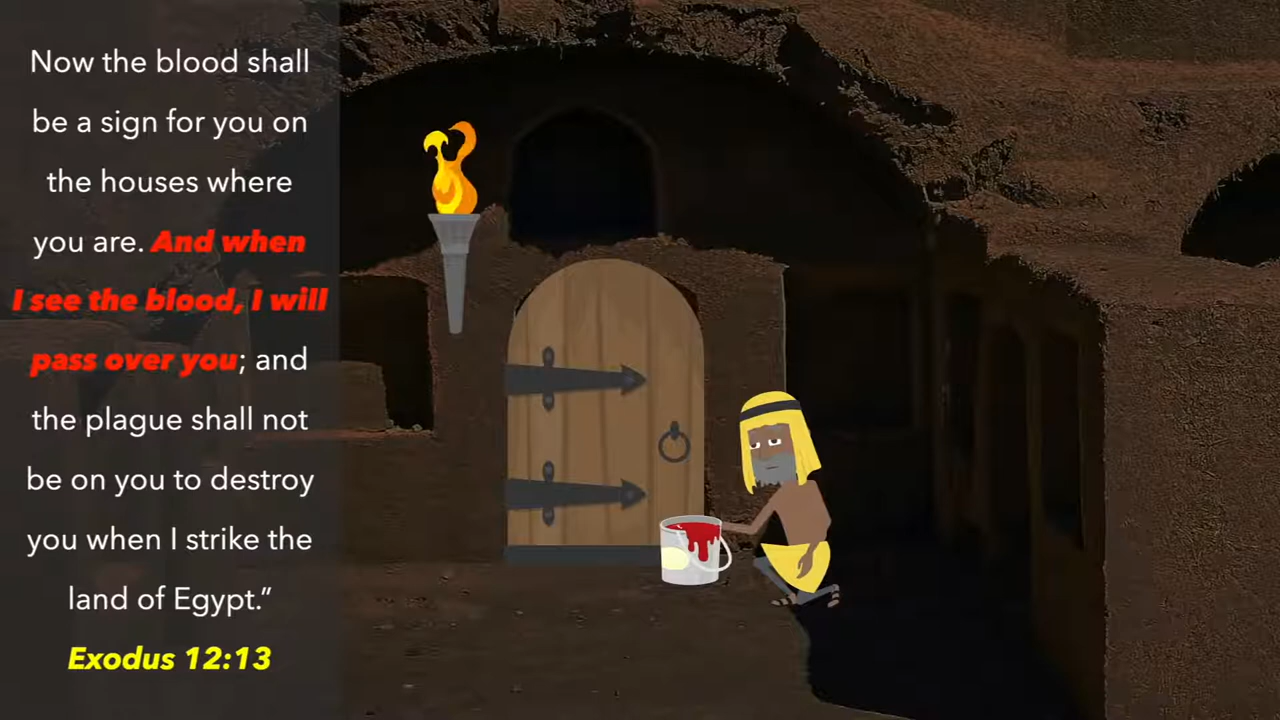 Now the blood shall
be a sign for you on
the houses where
you are. And when
I see the blood, I will
pass over you; and
the plague shall not
be on you to destroy
you when I strike the
land of Egypt.”
Exodus 12:13